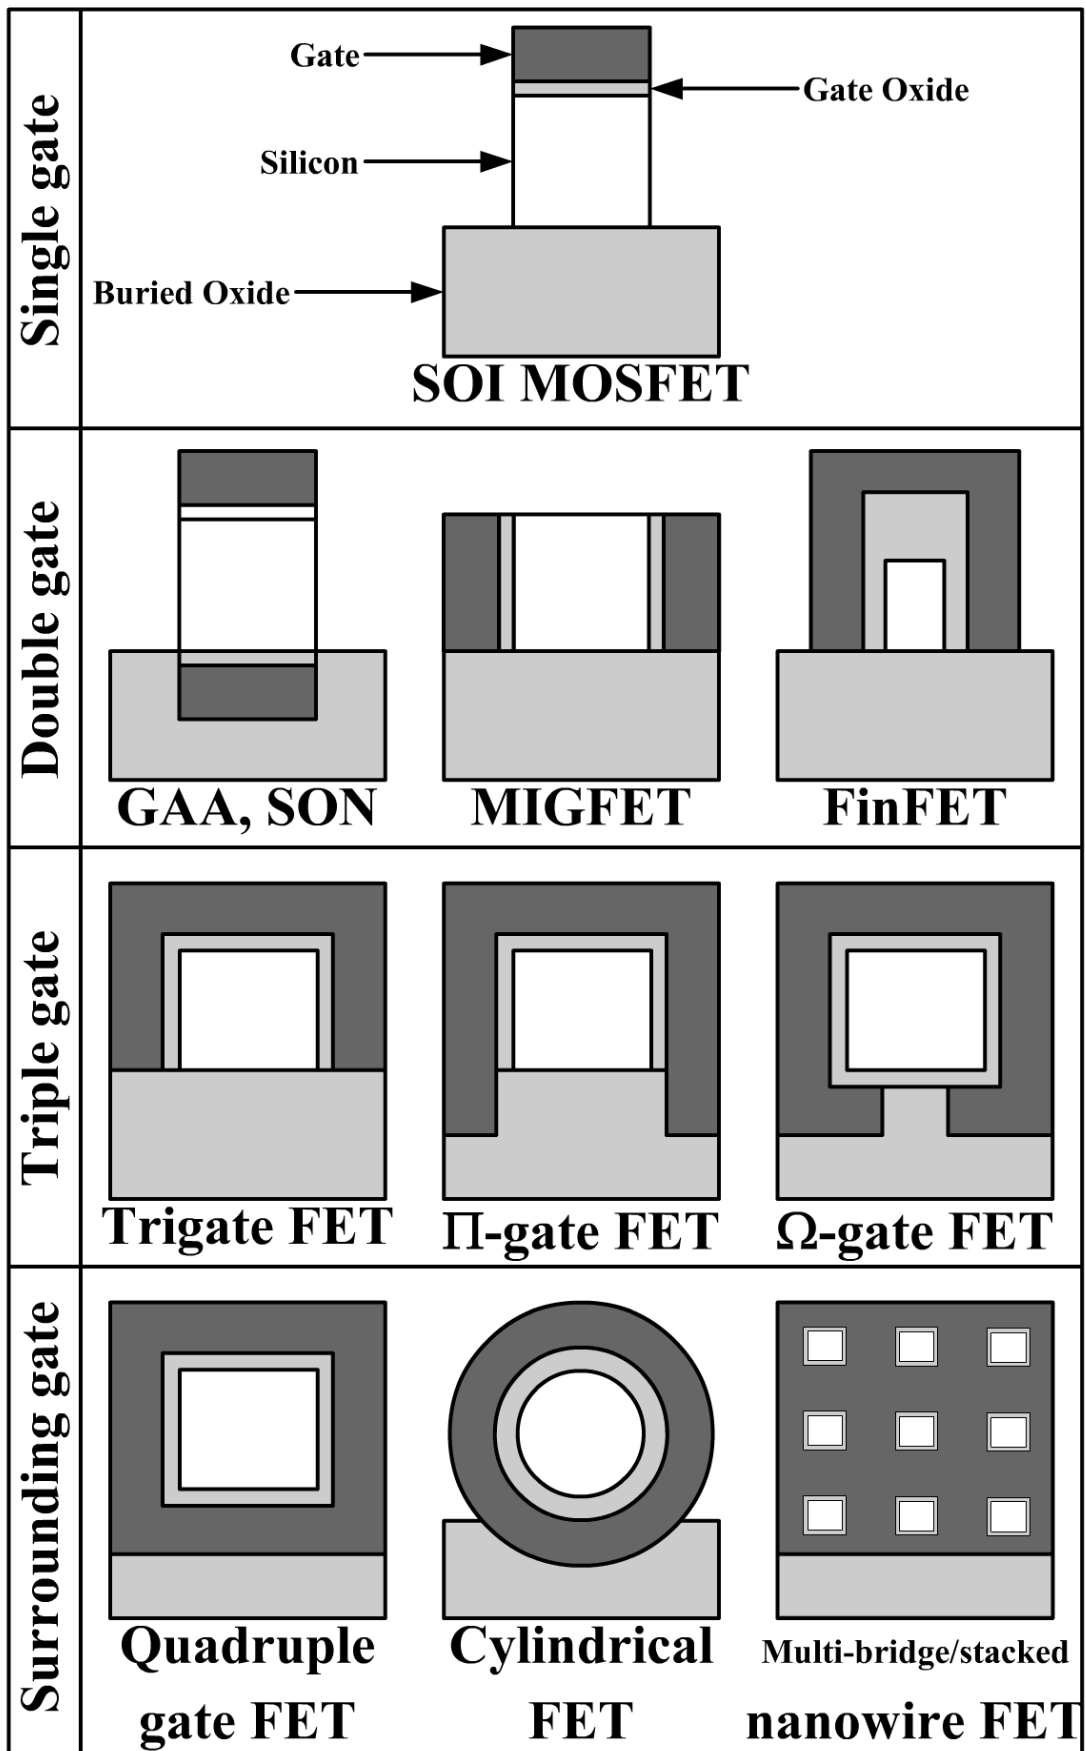 Single gate
Gate
Gate Oxide
Silicon
Buried Oxide
SOI MOSFET
Double gate
GAA, SON
MIGFET
FinFET
Triple gate
Trigate FET
Π-gate FET
Ω-gate FET
Surrounding gate
Quadruple
gate FET
Cylindrical
FET
Multi-bridge/stacked
nanowire FET